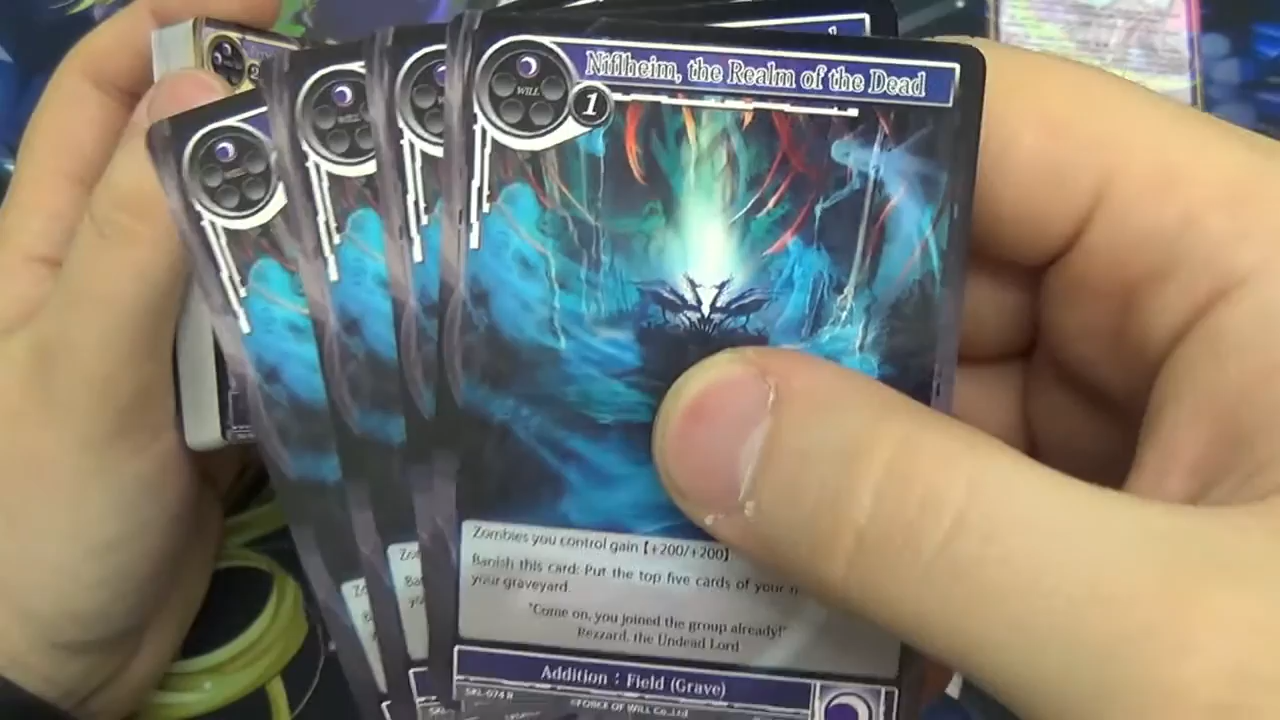 Niflheim, the Realm of the Dead
WILL
1
Zombies you control gain【+200/+200】
Banish this card: Put the top five cards of your
your graveyard.
"Come on, you joined the group already!"
Rezzard, the Undead Lord
Addition : Field (Grave)
SKL-074 R
©FORCE OF WILL Co.,Ltd